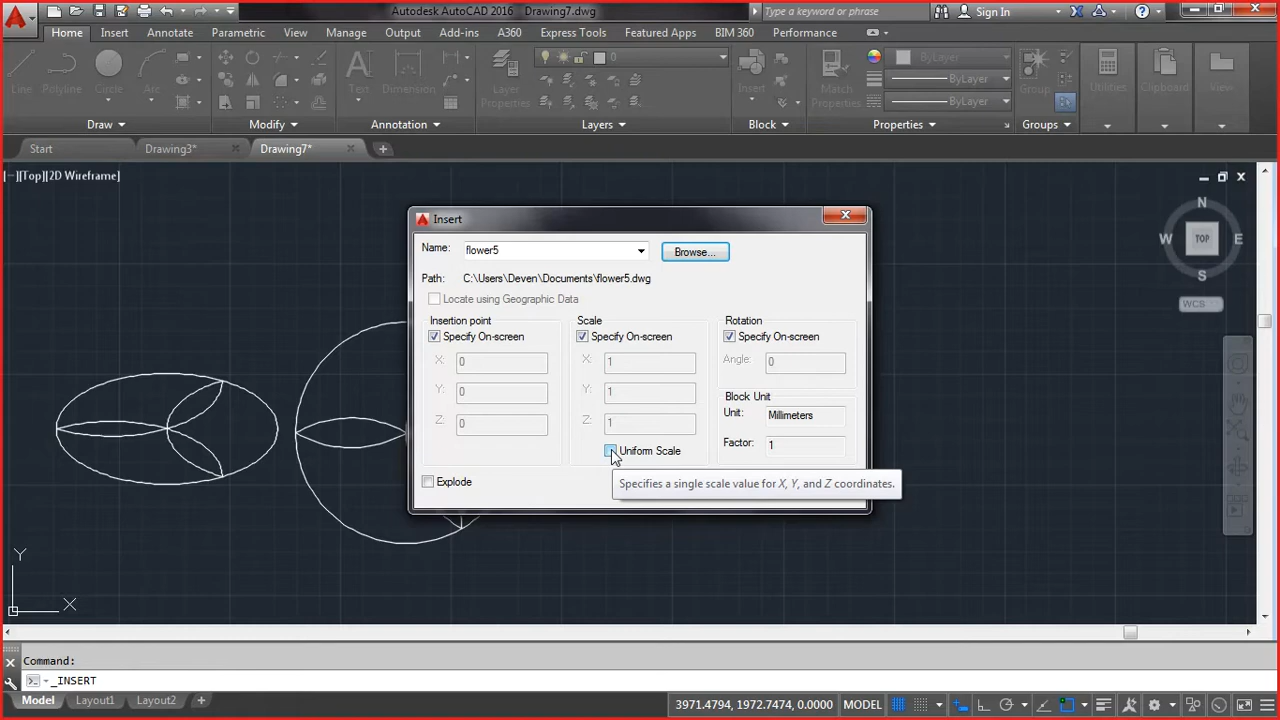 Autodesk AutoCAD 2016 Drawing7.dwg
Type a keyword or phrase
Sign In
Home Insert Annotate Parametric View Manage Output A360 Express Tools Featured Apps BIM 360 Performance
Line Polyline Circle Arc
Text Dimension
Layer Properties
0
Insert
Match Properties
ByLayer
ByLayer
ByLayer
Group
Utilities Clipboard View
Draw Modify Annotation Layers Block Properties Groups
Start Drawing3* Drawing7*
[−][Top][2D Wireframe]
N
W TOP E
S
WCS
Insert
Name: flower5 Browse...
Path: C:\Users\Deven\Documents\flower5.dwg
Locate using Geographic Data
Insertion point Scale Rotation
Specify On-screen Specify On-screen Specify On-screen
X: 0 X: 1 Angle: 0
Y: 0 Y: 1
Block Unit
Unit: Millimeters
Z: 0 Z: 1
Factor: 1
Uniform Scale
Explode
Specifies a single scale value for X, Y, and Z coordinates.
Y
X
Command:
_INSERT
Model Layout1 Layout2 +
3971.4794, 1972.7474, 0.0000 MODEL